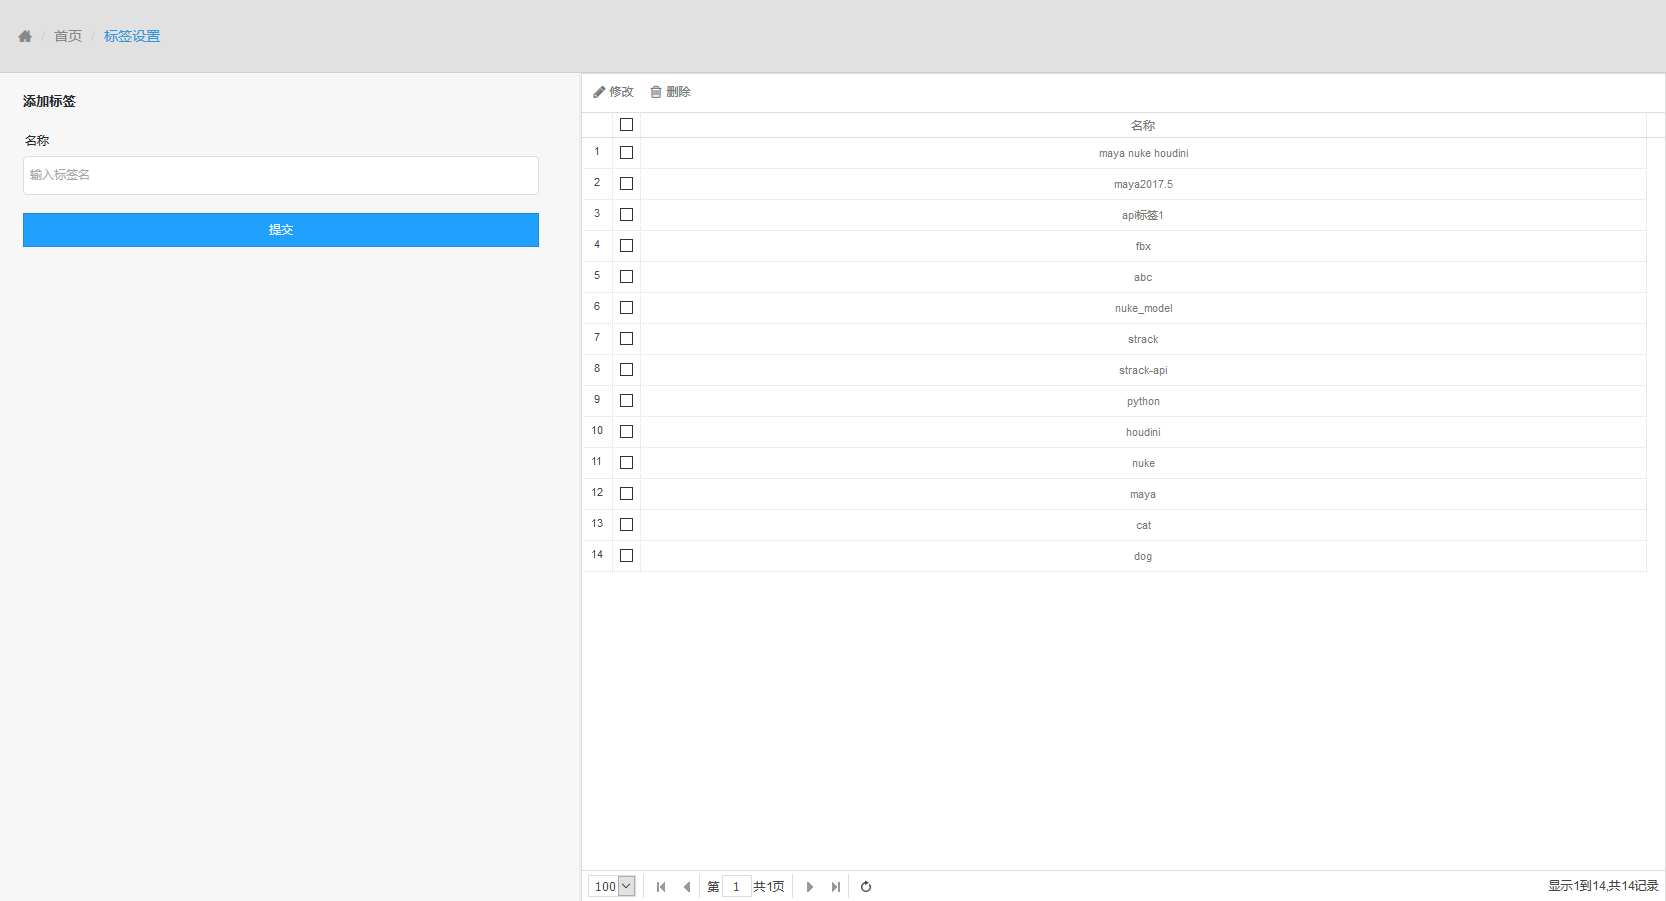 / 首页 / 标签设置
添加标签
名称
输入标签名
提交
修改 删除
名称
1 maya nuke houdini
2 maya2017.5
3 api标签1
4 fbx
5 abc
6 nuke_model
7 strack
8 strack-api
9 python
10 houdini
11 nuke
12 maya
13 cat
14 dog
100 第 1 共1页 显示1到14,共14记录